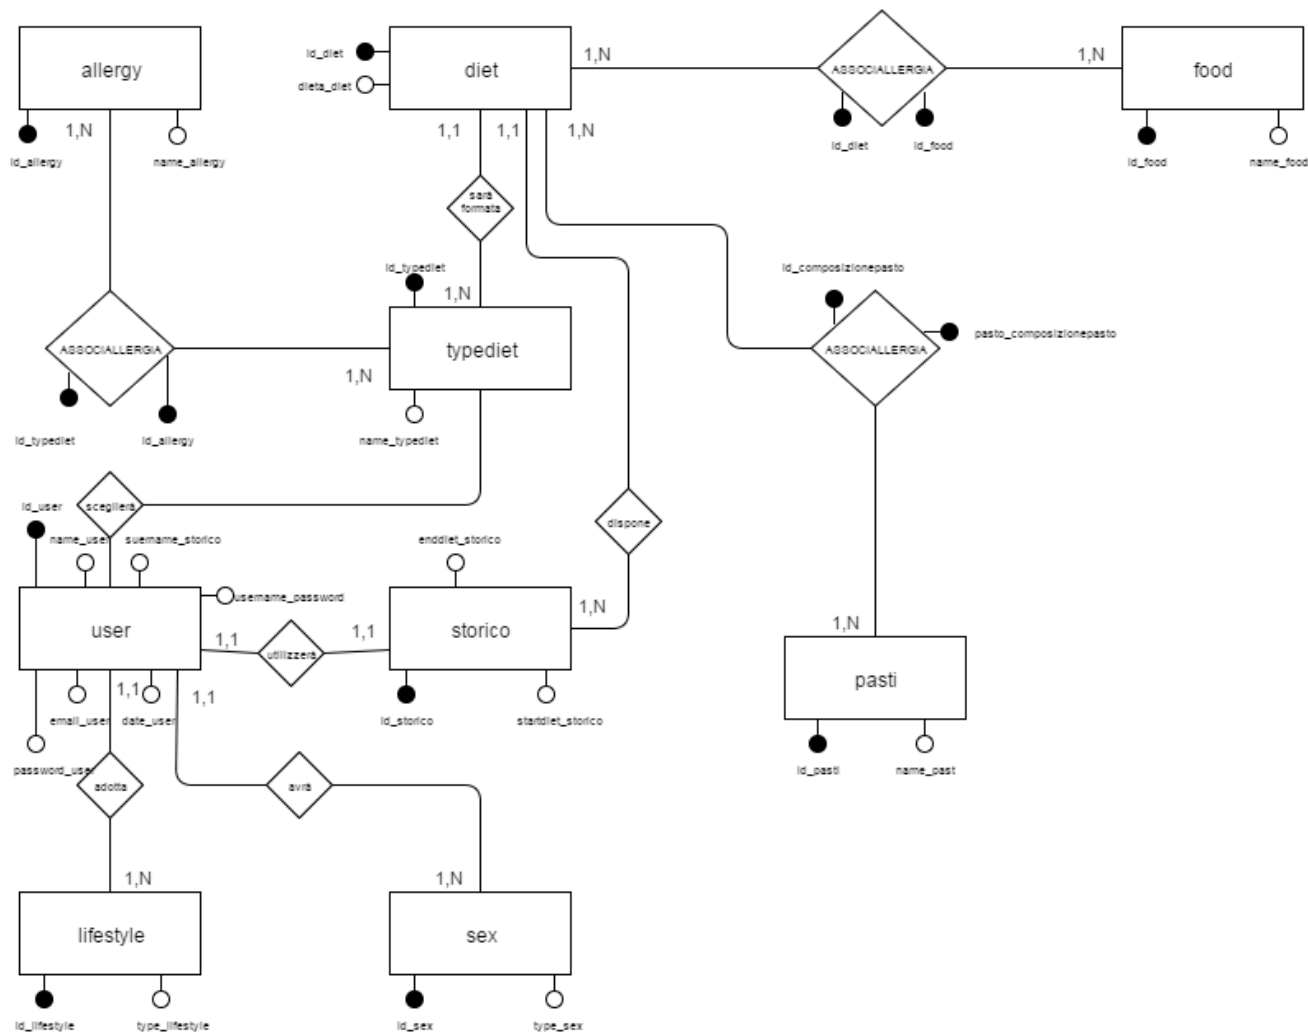 allergy
diet
food
id_diet
dieta_diet
1,N
ASSOCIALLERGIA
1,N
id_diet
id_food
id_food
name_food
1,N
id_allergy
name_allergy
1,1
1,1
1,N
sarà
formata
id_typediet
1,N
typediet
1,N
name_typediet
ASSOCIALLERGIA
id_typediet
id_allergy
id_composizionepasto
pasto_composizionepasto
ASSOCIALLERGIA
sceglierà
id_user
name_user
suername_storico
username_password
user
1,1
utilizzerà
1,1
enddiet_storico
storico
1,N
dispone
id_storico
startdiet_storico
1,N
pasti
id_pasti
name_past
1,1
1,1
email_user
date_user
password_user
adotta
avrà
1,N
1,N
lifestyle
sex
id_lifestyle
type_lifestyle
id_sex
type_sex